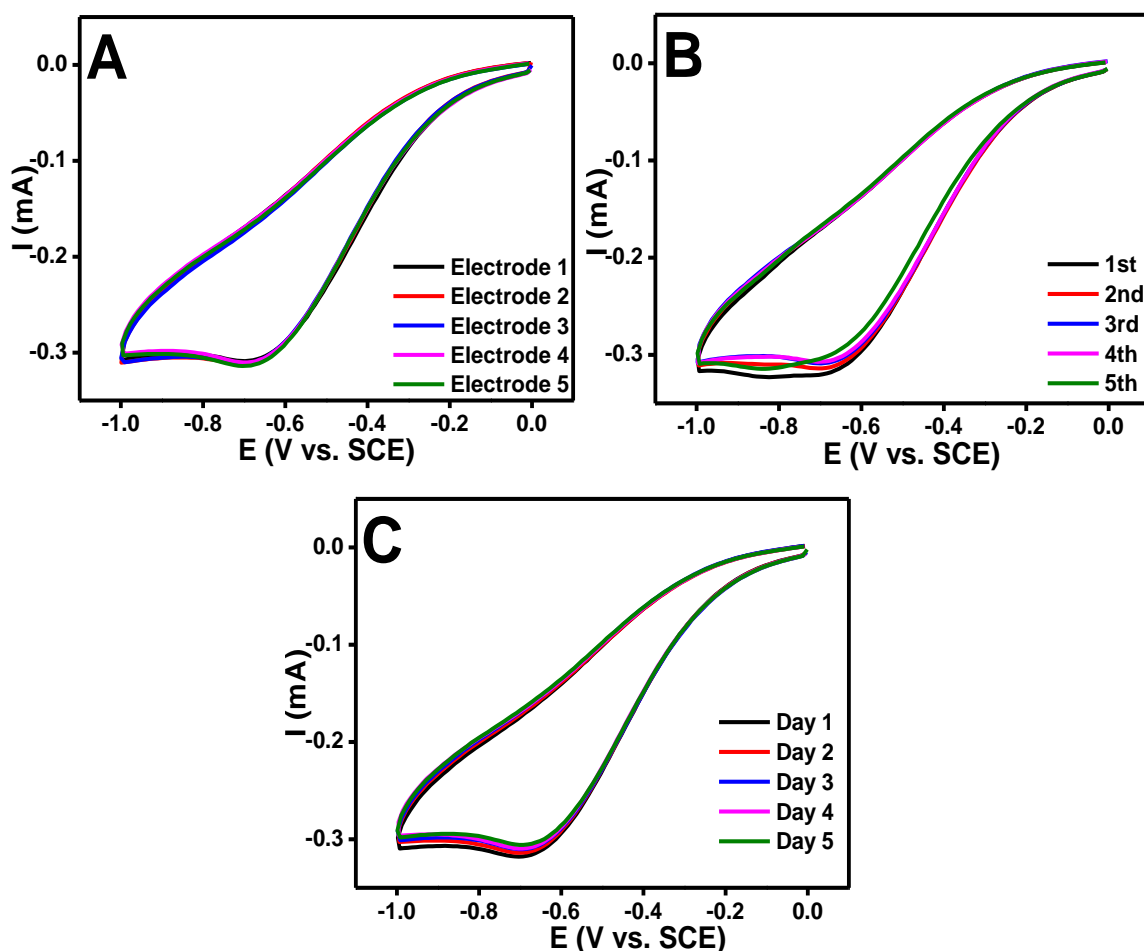 A
I (mA)
0.0
-0.1
-0.2
-0.3
Electrode 1
Electrode 2
Electrode 3
Electrode 4
Electrode 5
-1.0 -0.8 -0.6 -0.4 -0.2 0.0
E (V vs. SCE)
B
I (mA)
0.0
-0.1
-0.2
-0.3
1st
2nd
3rd
4th
5th
-1.0 -0.8 -0.6 -0.4 -0.2 0.0
E (V vs. SCE)
C
I (mA)
0.0
-0.1
-0.2
-0.3
Day 1
Day 2
Day 3
Day 4
Day 5
-1.0 -0.8 -0.6 -0.4 -0.2 0.0
E (V vs. SCE)